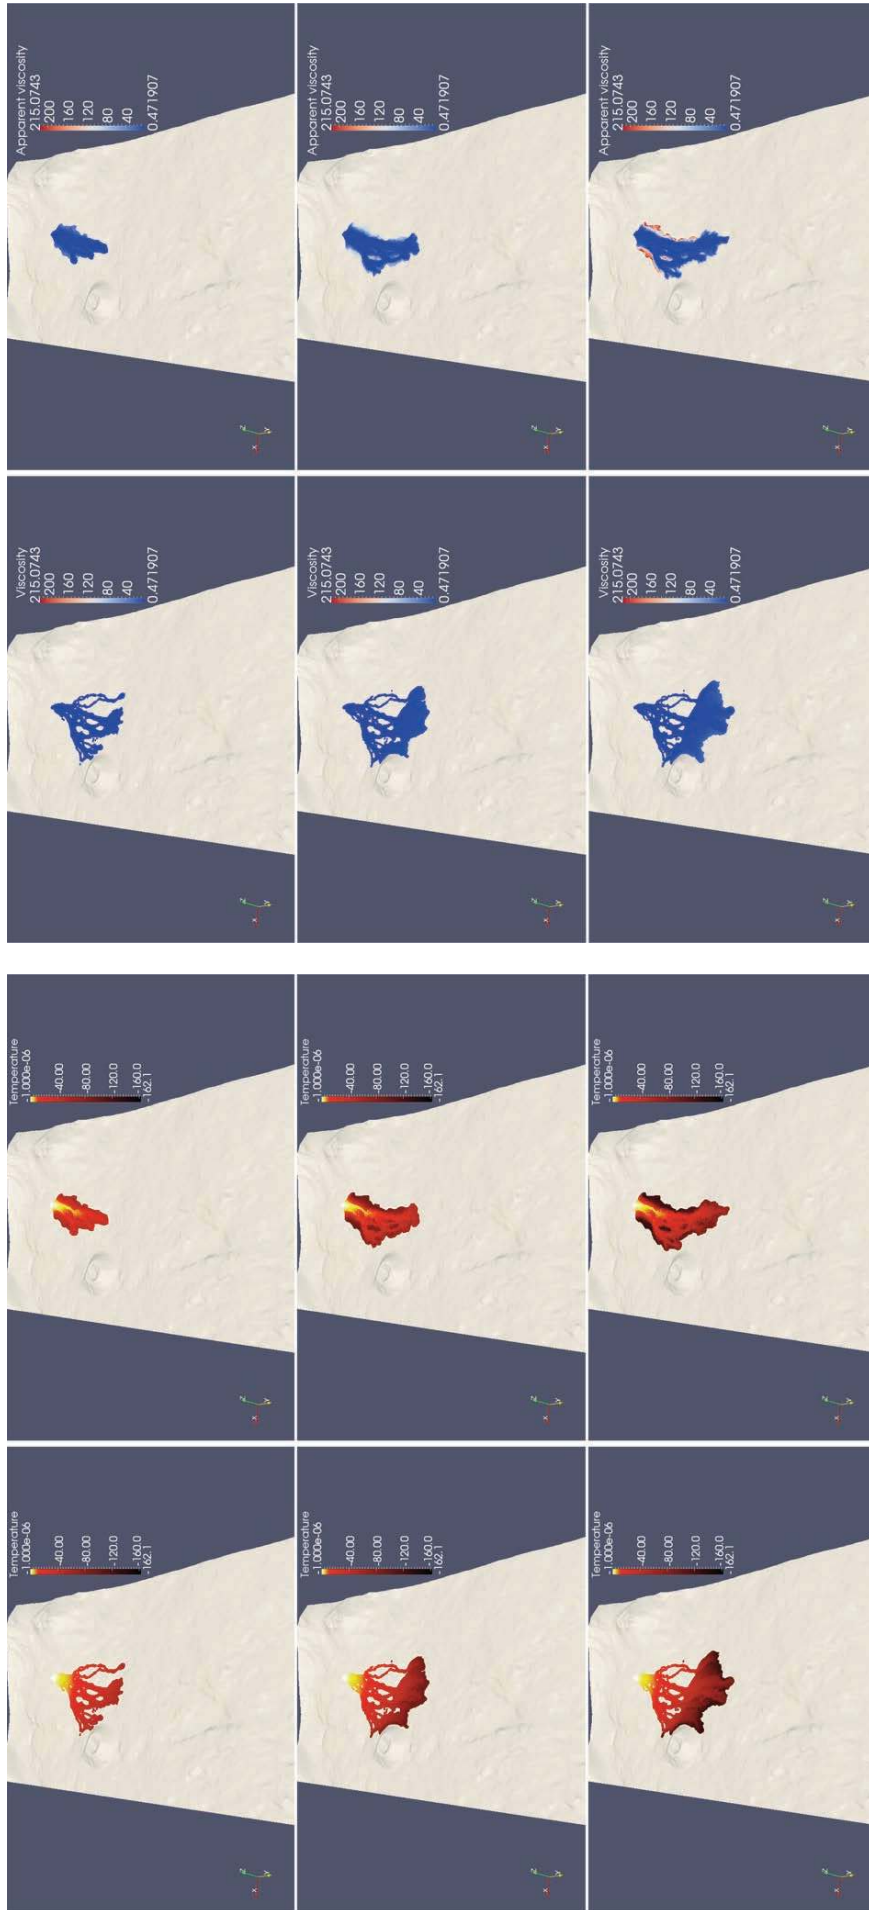 Apparent viscosity
215.0743
200
160
120
80
40
0.471907
Z
X
Y
Apparent viscosity
215.0743
200
160
120
80
40
0.471907
Z
X
Y
Apparent viscosity
215.0743
200
160
120
80
40
0.471907
Z
X
Y
Viscosity
215.0743
200
160
120
80
40
0.471907
Z
X
Y
Viscosity
215.0743
200
160
120
80
40
0.471907
Z
X
Y
Viscosity
215.0743
200
160
120
80
40
0.471907
Z
X
Y
Temperature
-1.000e-06
-40.00
-80.00
-120.0
-160.0
-162.1
Z
X
Y
Temperature
-1.000e-06
-40.00
-80.00
-120.0
-160.0
-162.1
Z
X
Y
Temperature
-1.000e-06
-40.00
-80.00
-120.0
-160.0
-162.1
Z
X
Y
Temperature
-1.000e-06
-40.00
-80.00
-120.0
-160.0
-162.1
Z
X
Y
Temperature
-1.000e-06
-40.00
-80.00
-120.0
-160.0
-162.1
Z
X
Y
Temperature
-1.000e-06
-40.00
-80.00
-120.0
-160.0
-162.1
Z
X
Y